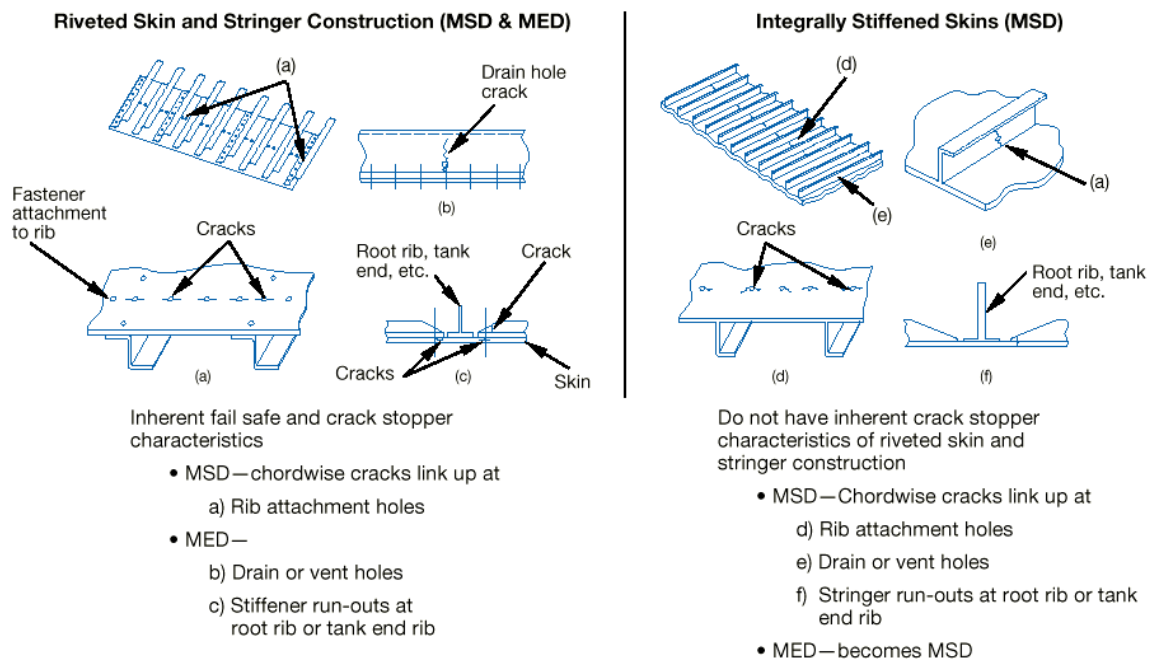 Riveted Skin and Stringer Construction (MSD & MED)
(a)
Drain hole
crack
(b)
Fastener
attachment
to rib
Cracks
Root rib, tank
end, etc.
Crack
Cracks
Skin
(a)
(c)
Inherent fail safe and crack stopper
characteristics
• MSD—chordwise cracks link up at
a) Rib attachment holes
• MED—
b) Drain or vent holes
c) Stiffener run-outs at
root rib or tank end rib
Integrally Stiffened Skins (MSD)
(d)
(e)
(a)
(e)
Cracks
Root rib, tank
end, etc.
(d)
(f)
Do not have inherent crack stopper
characteristics of riveted skin and
stringer construction
• MSD—Chordwise cracks link up at
d) Rib attachment holes
e) Drain or vent holes
f) Stringer run-outs at root rib or tank
end rib
• MED—becomes MSD